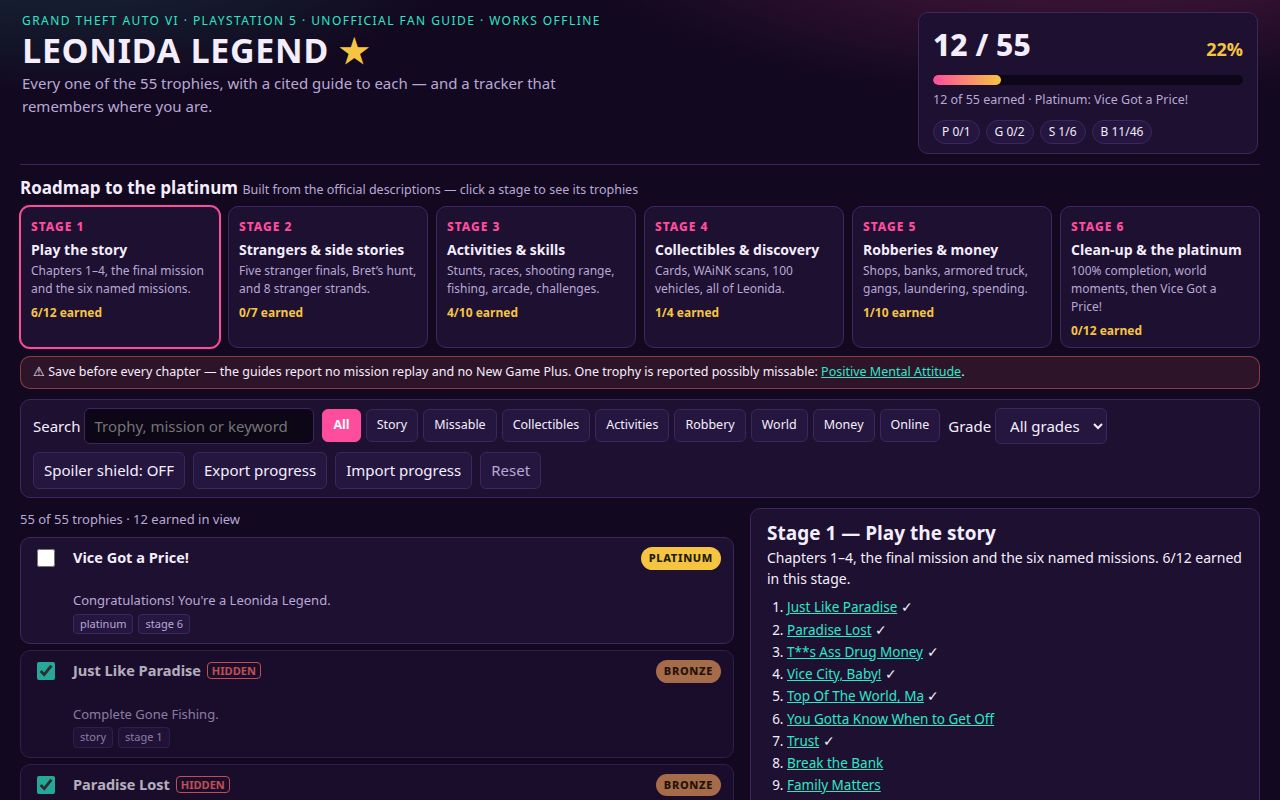 GRAND THEFT AUTO VI · PLAYSTATION 5 · UNOFFICIAL FAN GUIDE · WORKS OFFLINE
LEONIDA LEGEND ★
Every one of the 55 trophies, with a cited guide to each — and a tracker that
remembers where you are.
12 / 55
22%
12 of 55 earned · Platinum: Vice Got a Price!
P 0/1
G 0/2
S 1/6
B 11/46
Roadmap to the platinum Built from the official descriptions — click a stage to see its trophies
STAGE 1
Play the story
Chapters 1–4, the final mission
and the six named missions.
6/12 earned
STAGE 2
Strangers & side stories
Five stranger finals, Bret's hunt,
and 8 stranger strands.
0/7 earned
STAGE 3
Activities & skills
Stunts, races, shooting range,
fishing, arcade, challenges.
4/10 earned
STAGE 4
Collectibles & discovery
Cards, WAiNK scans, 100
vehicles, all of Leonida.
1/4 earned
STAGE 5
Robberies & money
Shops, banks, armored truck,
gangs, laundering, spending.
1/10 earned
STAGE 6
Clean-up & the platinum
100% completion, world
moments, then Vice Got a
Price!
0/12 earned
⚠ Save before every chapter — the guides report no mission replay and no New Game Plus. One trophy is reported possibly missable: Positive Mental Attitude.
Search
Trophy, mission or keyword
All
Story
Missable
Collectibles
Activities
Robbery
World
Money
Online
Grade
All grades
Spoiler shield: OFF
Export progress
Import progress
Reset
55 of 55 trophies · 12 earned in view
Vice Got a Price!
PLATINUM
Congratulations! You're a Leonida Legend.
platinum
stage 6
Just Like Paradise HIDDEN
BRONZE
Complete Gone Fishing.
story
stage 1
Paradise Lost HIDDEN
BRONZE
Stage 1 — Play the story
Chapters 1–4, the final mission and the six named missions. 6/12 earned
in this stage.
1. Just Like Paradise ✓
2. Paradise Lost ✓
3. T**s Ass Drug Money ✓
4. Vice City, Baby! ✓
5. Top Of The World, Ma ✓
6. You Gotta Know When to Get Off
7. Trust ✓
8. Break the Bank
9. Family Matters